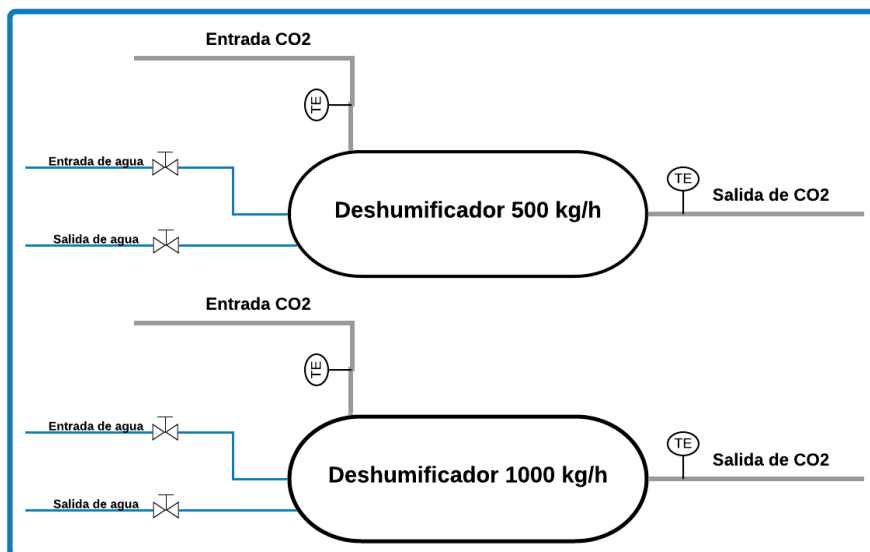 Entrada CO2
TE
Entrada de agua
TE
Salida de CO2
Deshumificador 500 kg/h
Salida de agua
Entrada CO2
TE
Entrada de agua
TE
Salida de CO2
Deshumificador 1000 kg/h
Salida de agua